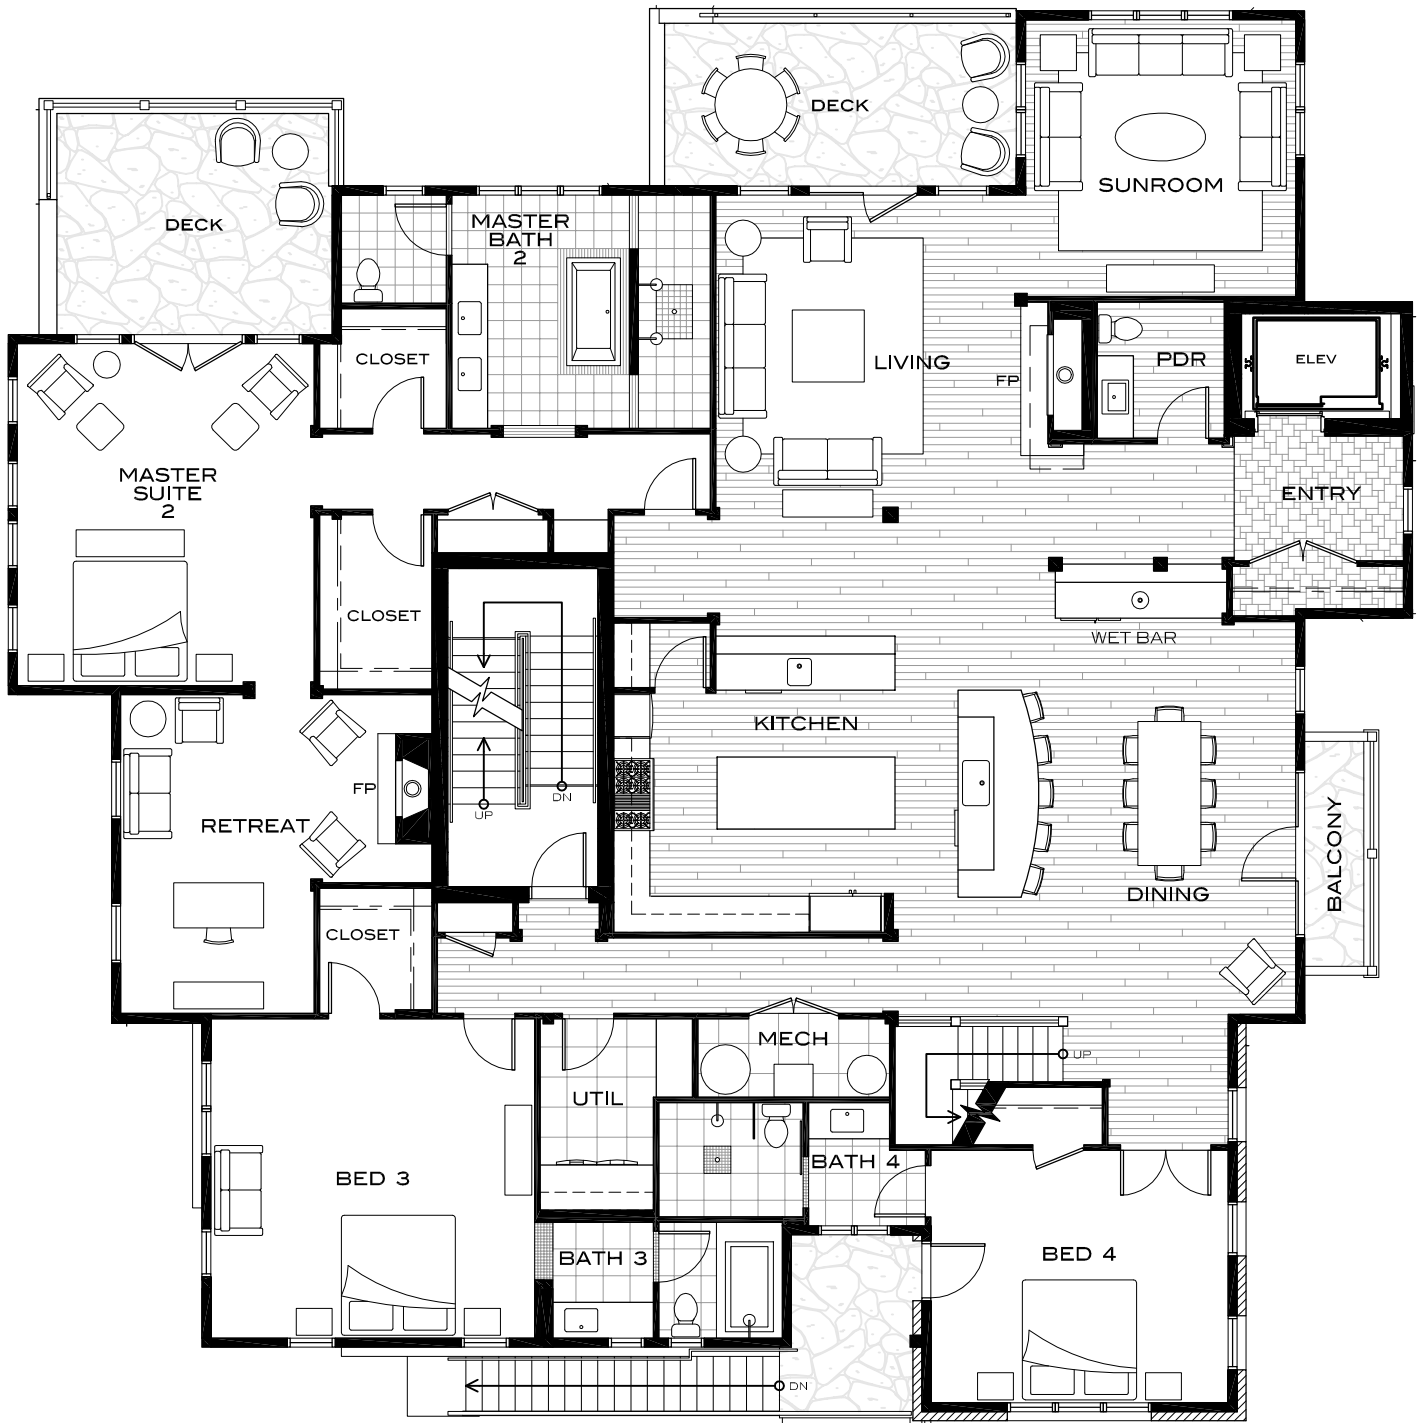 DECK
SUNROOM
DECK
MASTER
BATH
2
CLOSET
LIVING
FP
PDR
ELEV
MASTER
SUITE
2
ENTRY
CLOSET
WET BAR
KITCHEN
FP
DN
UP
RETREAT
BALCONY
DINING
CLOSET
MECH
UP
UTIL
BATH 4
BED 3
BATH 3
BED 4
DN